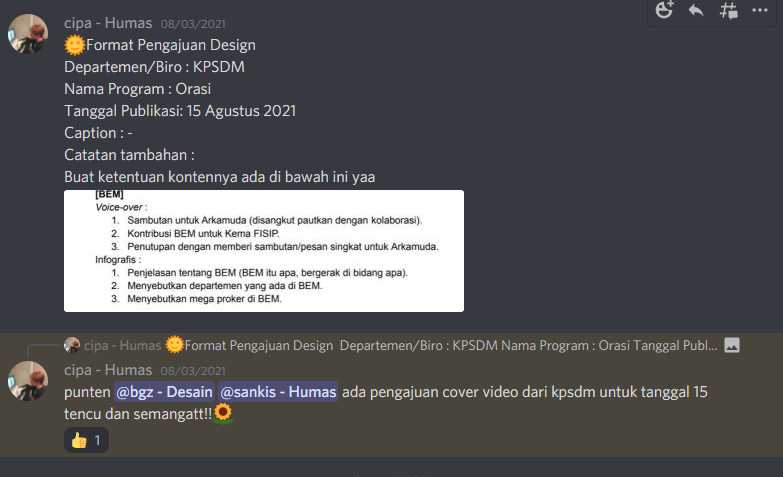 cipa - Humas 08/03/2021
🌞Format Pengajuan Design
Departemen/Biro : KPSDM
Nama Program : Orasi
Tanggal Publikasi: 15 Agustus 2021
Caption : -
Catatan tambahan :
Buat ketentuan kontennya ada di bawah ini yaa
[BEM]
Voice-over :
1. Sambutan untuk Arkamuda (disangkut pautkan dengan kolaborasi).
2. Kontribusi BEM untuk Kema FISIP.
3. Penutupan dengan memberi sambutan/pesan singkat untuk Arkamuda.
Infografis :
1. Penjelasan tentang BEM (BEM itu apa, bergerak di bidang apa).
2. Menyebutkan departemen yang ada di BEM.
3. Menyebutkan mega proker di BEM.
cipa - Humas 🌞Format Pengajuan Design Departemen/Biro : KPSDM Nama Program : Orasi Tanggal Publ...
cipa - Humas 08/03/2021
punten @bgz - Desain @sankis - Humas ada pengajuan cover video dari kpsdm untuk tanggal 15
tencu dan semangatt!!🌻
👍 1